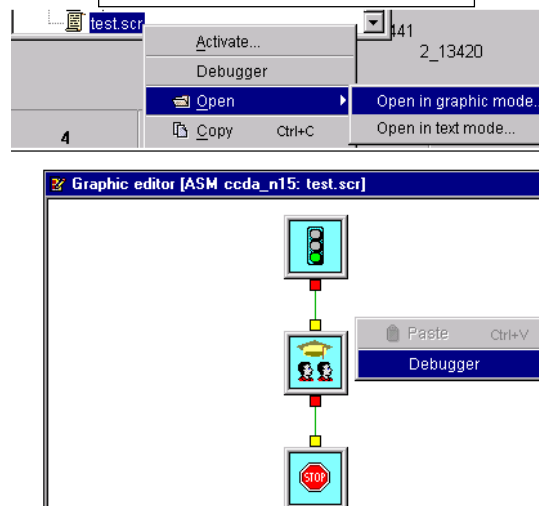 test.scr
441
2_13420
Activate...
Debugger
Open
Open in graphic mode..
Copy Ctrl+C
Open in text mode...
4
Graphic editor [ASM ccda_n15: test.scr]
Paste Ctrl+V
Debugger
STOP